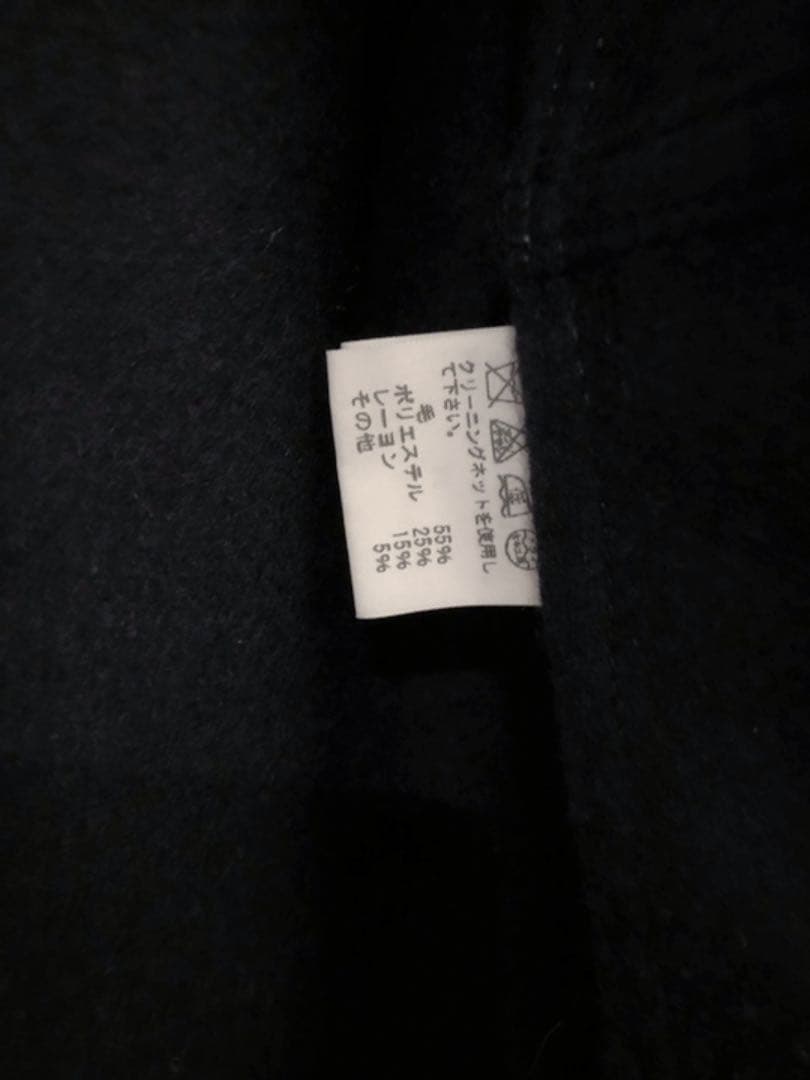 クリーニングネットを使用し
て下さい。
毛 55%
ポリエステル 25%
レーヨン 15%
その他 5%